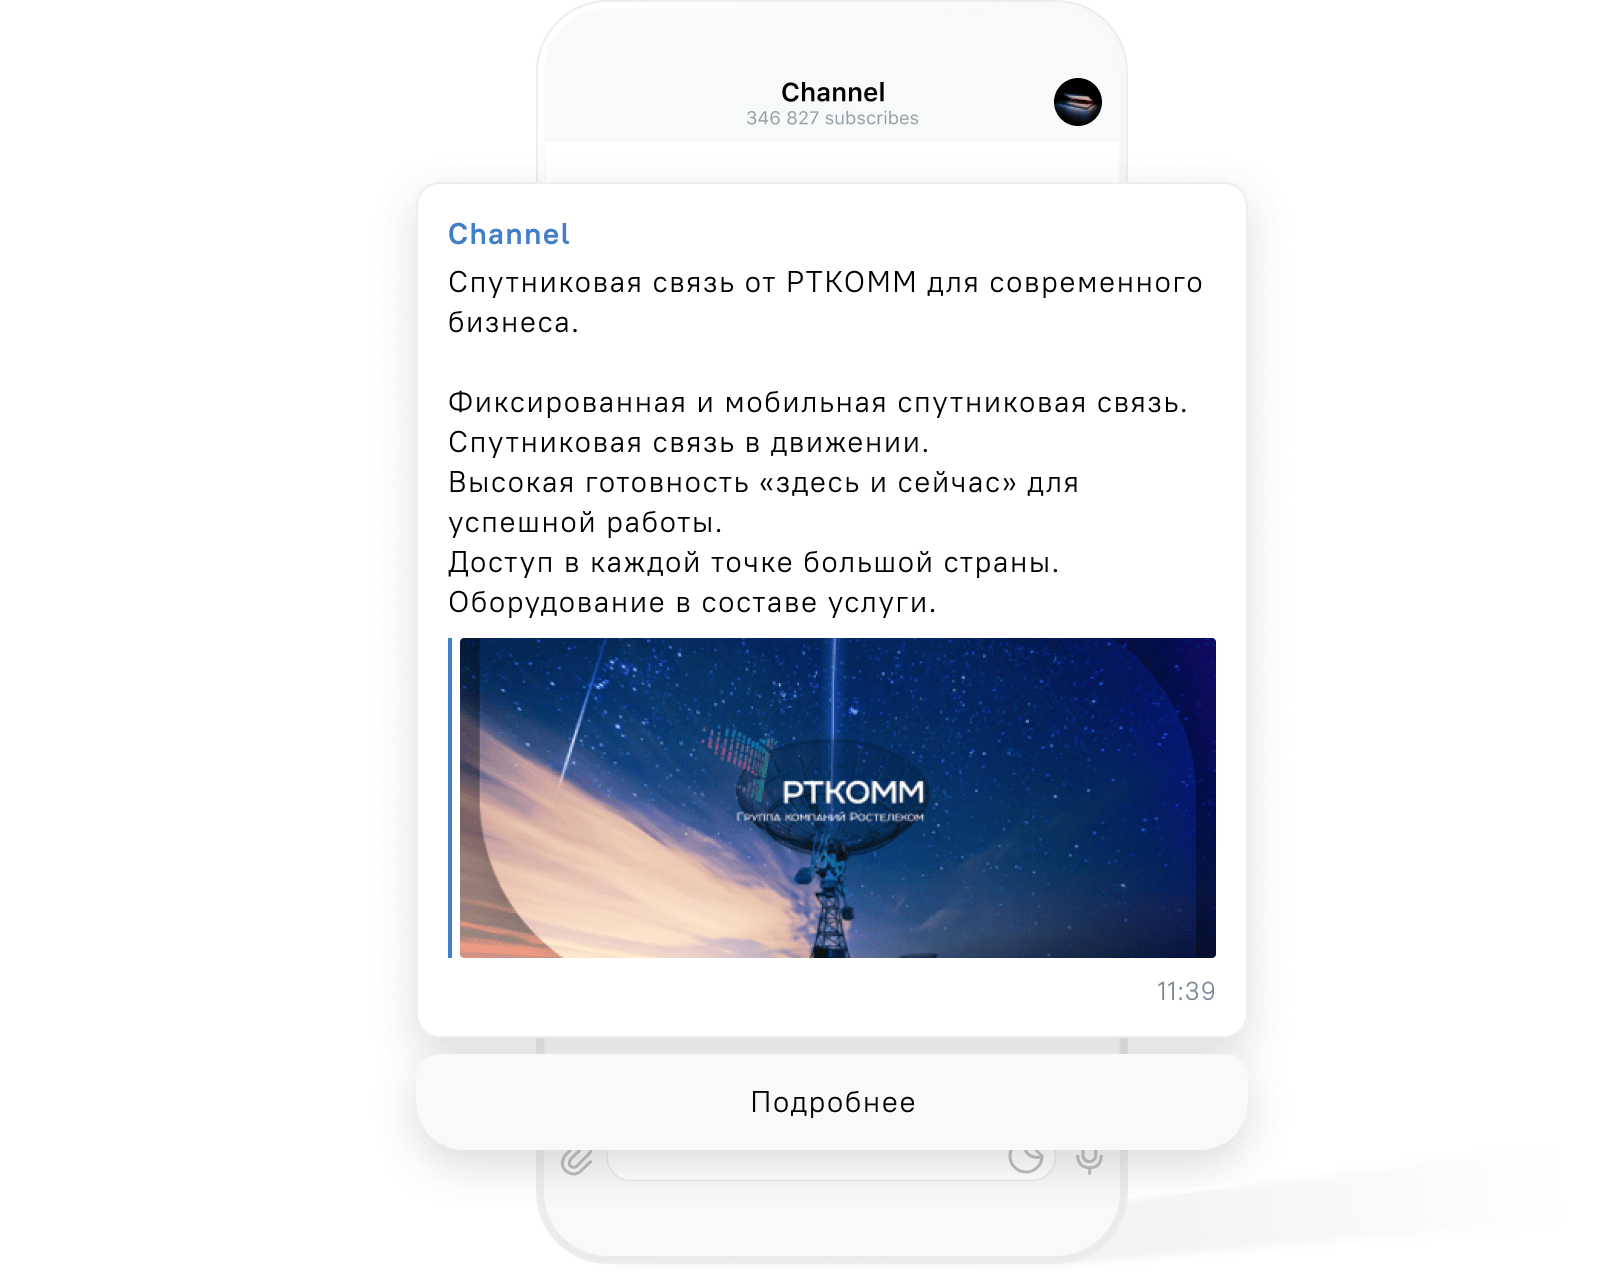 Channel
346 827 subscribes
Channel
Спутниковая связь от РТКОММ для современного
бизнеса.
Фиксированная и мобильная спутниковая связь.
Спутниковая связь в движении.
Высокая готовность «здесь и сейчас» для
успешной работы.
Доступ в каждой точке большой страны.
Оборудование в составе услуги.
РТКОММ
Группа компаний Ростелеком
11:39
Подробнее